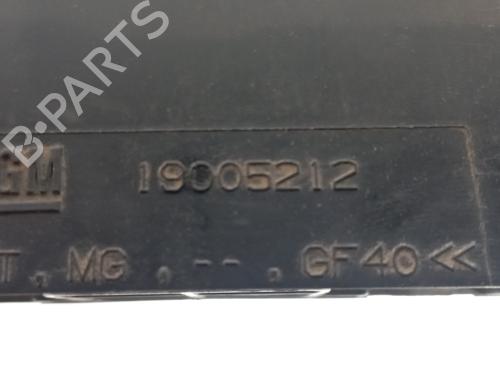 B-PARTS
GM 19005212
T . MG . -- . GF40<<